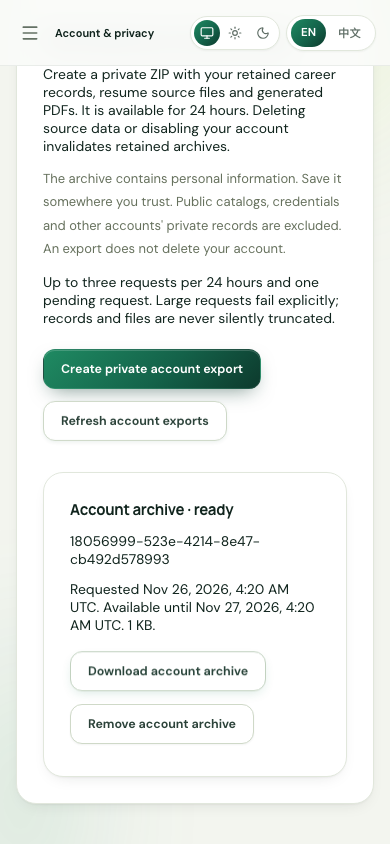 Account & privacy
EN
中文
Create a private ZIP with your retained career
records, resume source files and generated
PDFs. It is available for 24 hours. Deleting
source data or disabling your account
invalidates retained archives.
The archive contains personal information. Save it
somewhere you trust. Public catalogs, credentials
and other accounts' private records are excluded.
An export does not delete your account.
Up to three requests per 24 hours and one
pending request. Large requests fail explicitly;
records and files are never silently truncated.
Create private account export
Refresh account exports
Account archive · ready
18056999-523e-4214-8e47-
cb492d578993
Requested Nov 26, 2026, 4:20 AM
UTC. Available until Nov 27, 2026, 4:20
AM UTC. 1 KB.
Download account archive
Remove account archive